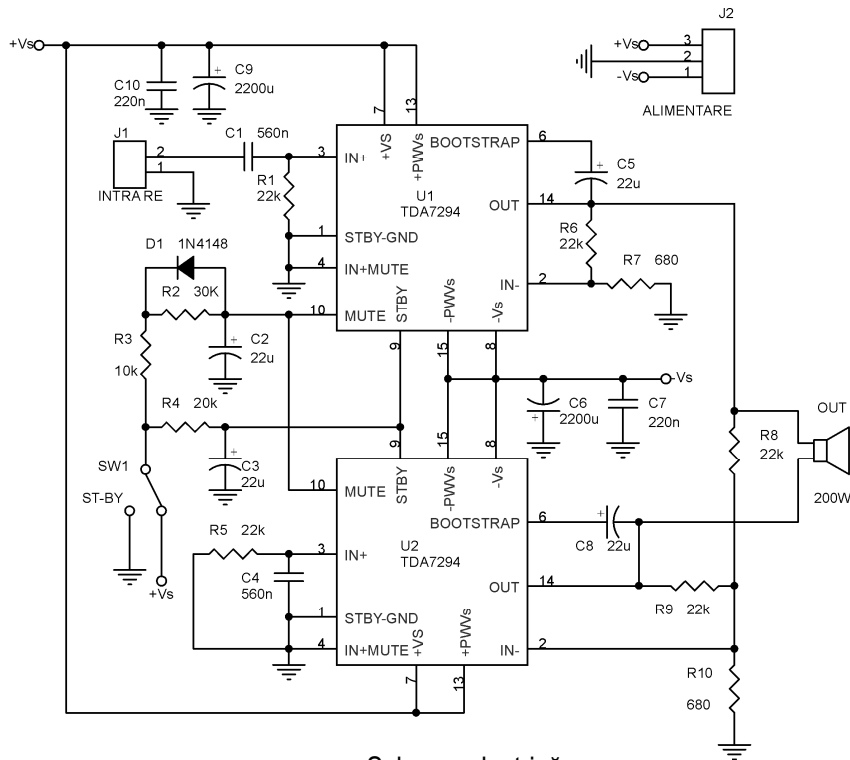 J2
+Vs
+Vs 3
2
-Vs 1
ALIMENTARE
C10
220n
C9
2200u
+
7
13
J1
2
1
INTRARE
C1 560n
R1
22k
3 IN+
+VS
+PWVs
BOOTSTRAP 6
U1
TDA7294
+
C5
22u
OUT 14
1 STBY-GND
4 IN+MUTE
R6
22k
R7 680
IN- 2
D1 1N4148
R2 30K
10 MUTE
STBY
-PWVs
-Vs
R3
10k
+
C2
22u
9
15
8
-Vs
C6
2200u
+
C7
220n
R4 20k
+
C3
22u
9
15
8
OUT
R8
22k
200W
SW1
ST-BY
+Vs
10 MUTE
STBY
-PWVs
-Vs
BOOTSTRAP 6
+
C8 22u
R5 22k
3 IN+
U2
TDA7294
C4
560n
OUT 14
R9 22k
1 STBY-GND
4 IN+MUTE
+VS
+PWVs
IN- 2
7
13
R10
680